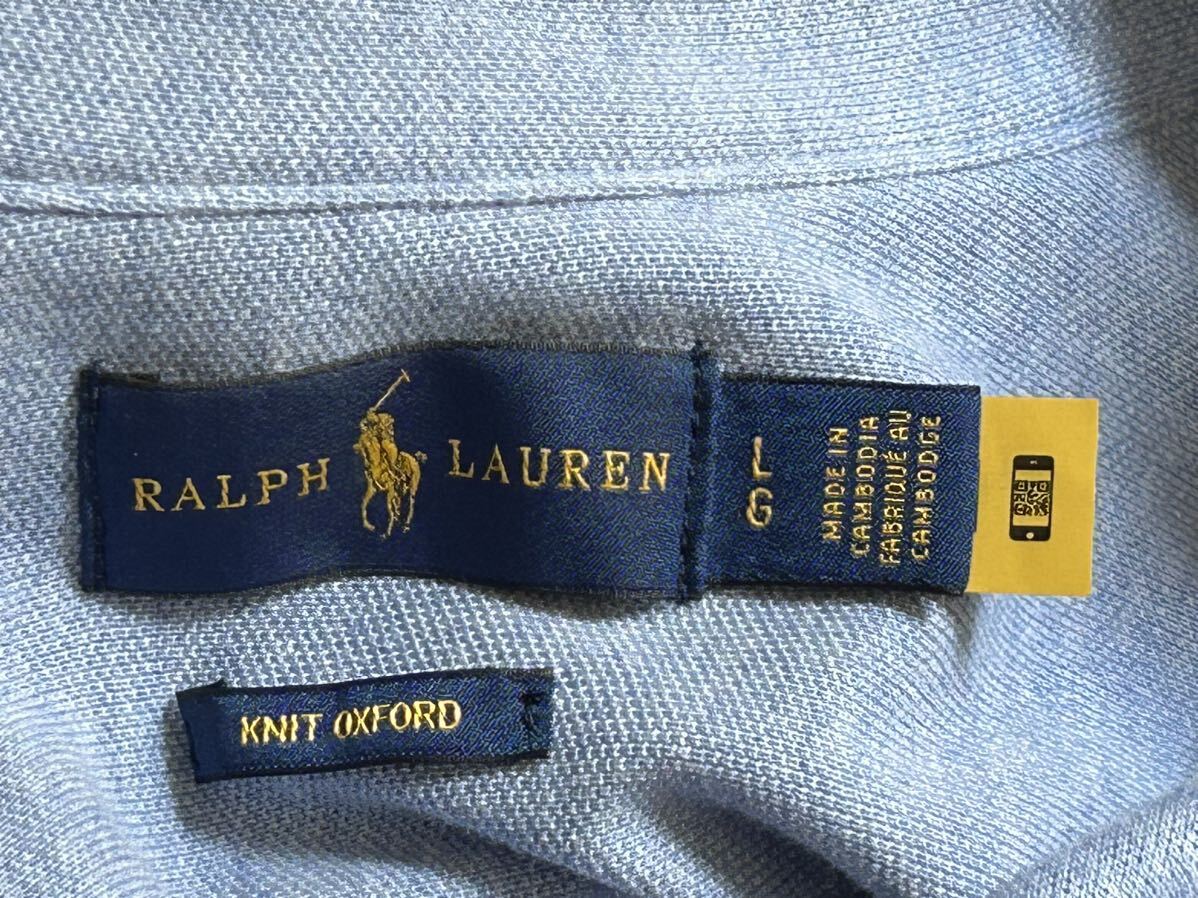 RALPH LAUREN
L
G
MADE IN
CAMBODIA
FABRIQUÉ AU
CAMBODGE
KNIT OXFORD